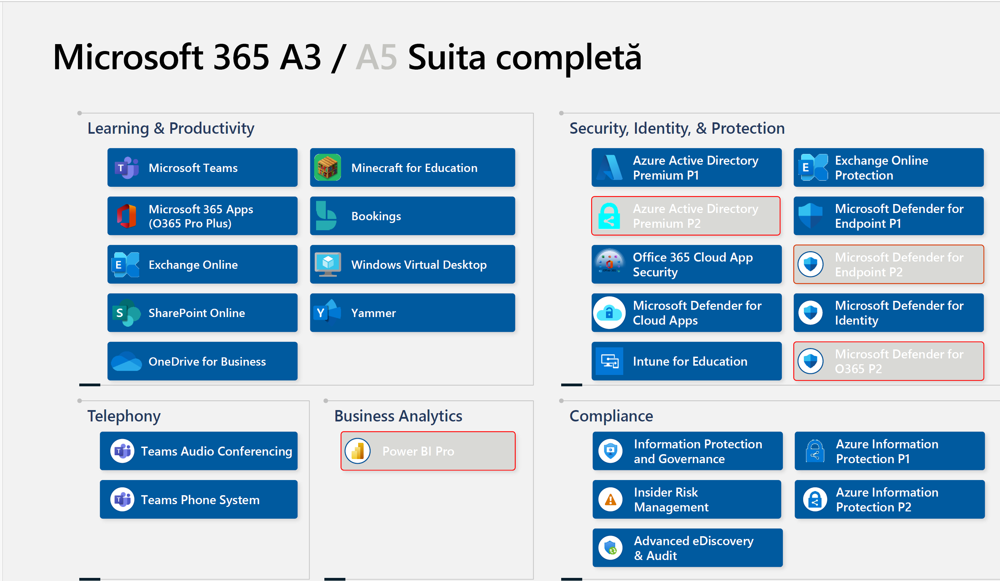 Microsoft 365 A3 / A5 Suita completă
Learning & Productivity
Microsoft Teams
Minecraft for Education
Microsoft 365 Apps
(O365 Pro Plus)
Bookings
Exchange Online
Windows Virtual Desktop
SharePoint Online
Yammer
OneDrive for Business
Security, Identity, & Protection
Azure Active Directory
Premium P1
Exchange Online
Protection
Azure Active Directory
Premium P2
Microsoft Defender for
Endpoint P1
Office 365 Cloud App
Security
Microsoft Defender for
Endpoint P2
Microsoft Defender for
Cloud Apps
Microsoft Defender for
Identity
Intune for Education
Microsoft Defender for
O365 P2
Telephony
Teams Audio Conferencing
Teams Phone System
Business Analytics
Power BI Pro
Compliance
Information Protection
and Governance
Azure Information
Protection P1
Insider Risk
Management
Azure Information
Protection P2
Advanced eDiscovery
& Audit